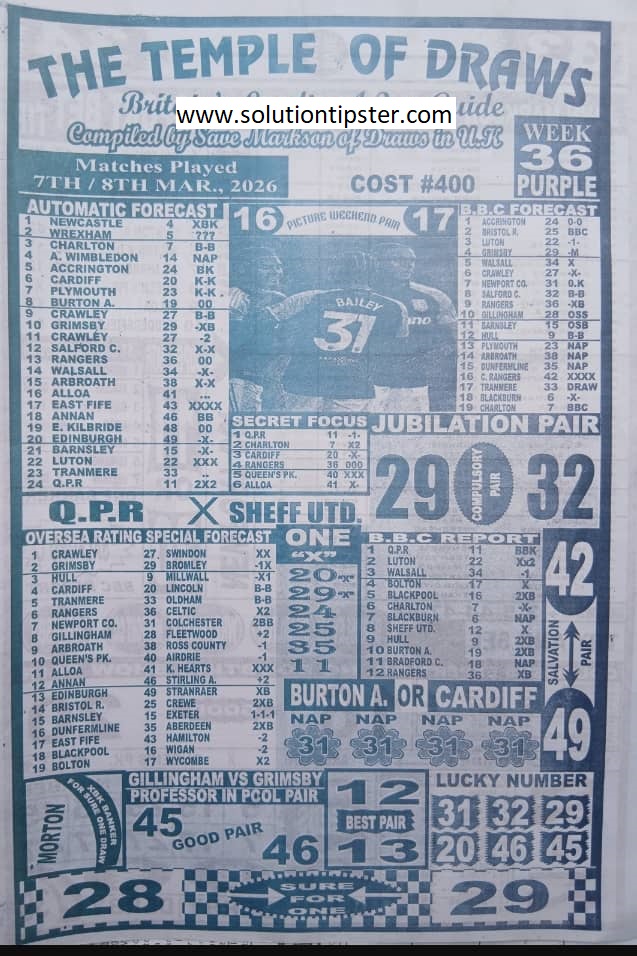 THE TEMPLE OF DRAWS
www.solutiontipster.com
Compiled by Save Markson of Draws in U.K
WEEK
36
PURPLE
Matches Played
7TH / 8TH MAR., 2026
COST #400
AUTOMATIC FORECAST
1 NEWCASTLE 4 XBK
2 WREXHAM 5 ???
3 CHARLTON 7 B-B
4 A. WIMBLEDON 14 NAP
5 ACCRINGTON 24 BK
6 CARDIFF 20 K-K
7 PLYMOUTH 23 K-K.
8 BURTON A. 19 00
9 CRAWLEY 27 B-B
10 GRIMSBY 29 -XB
11 CRAWLEY 27 -2
12 SALFORD C. 32 X-X
13 RANGERS 36 00
14 WALSALL 34 -X-
15 ARBROATH 38 X-X
16 ALLOA 41 ...
17 EAST FIFE 43 XXXX
18 ANNAN 46 BB
19 E. KILBRIDE 48 00
20 EDINBURGH 49 -X-
21 BARNSLEY 15 -X-
22 LUTON 22 XXX
23 TRANMERE 33 ..
24 Q.P.R 11 2X2
16 PICTURE WECHEND PAIR 17
BAILEY
31
B.B.C FORECAST
1 ACCRINGTON 24 0-0
2 BRISTOL R. 25 BBC
3 LUTON 22 -1-
4 GRIMSBY 29 -M
5 WALSALL 34 X
6 CRAWLEY 27 -X-
7 NEWPORT CO. 31 0.K
8 SALFORD C. 32 B-B
9 RANGERS 36 -XB
10 GILLINGHAM 28 OSS
11 BARNSLEY 15 OSB
12 HULL 9 B-B
13 PLYMOUTH 23 NAP
14 ARBROATH 38 NAP
15 DUNFERMLINE 35 NAP
16 C. RANGERS 42 XXXX
17 TRANMERE 33 DRAW
18 BLACKBURN 6 -X-
19 CHARLTON 7 BBC
SECRET FOCUS
1 Q.P.R 11 -1-
2 CHARLTON 7 X2
3 CARDIFF 20 -X-
4 RANGERS 36 000
5 QUEEN'S PK. 40 XXX
6 ALLOA 41 X-
JUBILATION PAIR
29 COMPULSORY PAIR 32
Q.P.R X SHEFF UTD.
OVERSEA RATING SPECIAL FORECAST
1 CRAWLEY 27 SWINDON XX
2 GRIMSBY 29 BROMLEY -1X
3 HULL 9 MILLWALL -X1
4 CARDIFF 20 LINCOLN B-B
5 TRANMERE 33 OLDHAM B-B
6 RANGERS 36 CELTIC X2
7 NEWPORT C. 31 COLCHESTER 2BB
8 GILLINGHAM 28 FLEETWOOD +2
9 ARBROATH 38 ROSS COUNTY -1
10 QUEEN'S PK. 40 AIRDRIE -1
11 ALLOA 41 K. HEARTS XXX
12 ANNAN 46 STIRLING A. +2
13 EDINBURGH 49 STRANRAER XB
14 BRISTOL R. 25 CREWE 2XB
15 BARNSLEY 15 EXETER 1-1-1
16 DUNFERMLINE 35 ABERDEEN 2XB
17 EAST FIFE 43 HAMILTON -2
18 BLACKPOOL 16 WIGAN -2
19 BOLTON 17 WYCOMBE X2
ONE
"X"
20 "X"
29 "X"
24
25
35
11
B.B.C REPORT
1 Q.P.R 11 BBK
2 LUTON 22 Xx2
3 WALSALL 34 -1
4 BOLTON 17 X
5 BLACKPOOL 16 2XB
6 CHARLTON 7 -X-
7 BLACKBURN 6 NAP
8 SHEFF UTD. 12 X
9 HULL 9 2XB
10 BURTON A. 19 2XB
11 BRADFORD C. 18 NAP
12 RANGERS 36 XB
42
SALVATION PAIR
49
BURTON A. OR CARDIFF
NAP NAP NAP NAP
31 31 31 31
MORTON
XBK BANKER
FOR SURE ONE DRAW
GILLINGHAM VS GRIMSBY
PROFESSOR IN POOL PAIR
45 GOOD PAIR 46
12
BEST PAIR
13
LUCKY NUMBER
31 32 29
20 46 45
28 SURE FOR ONE 29